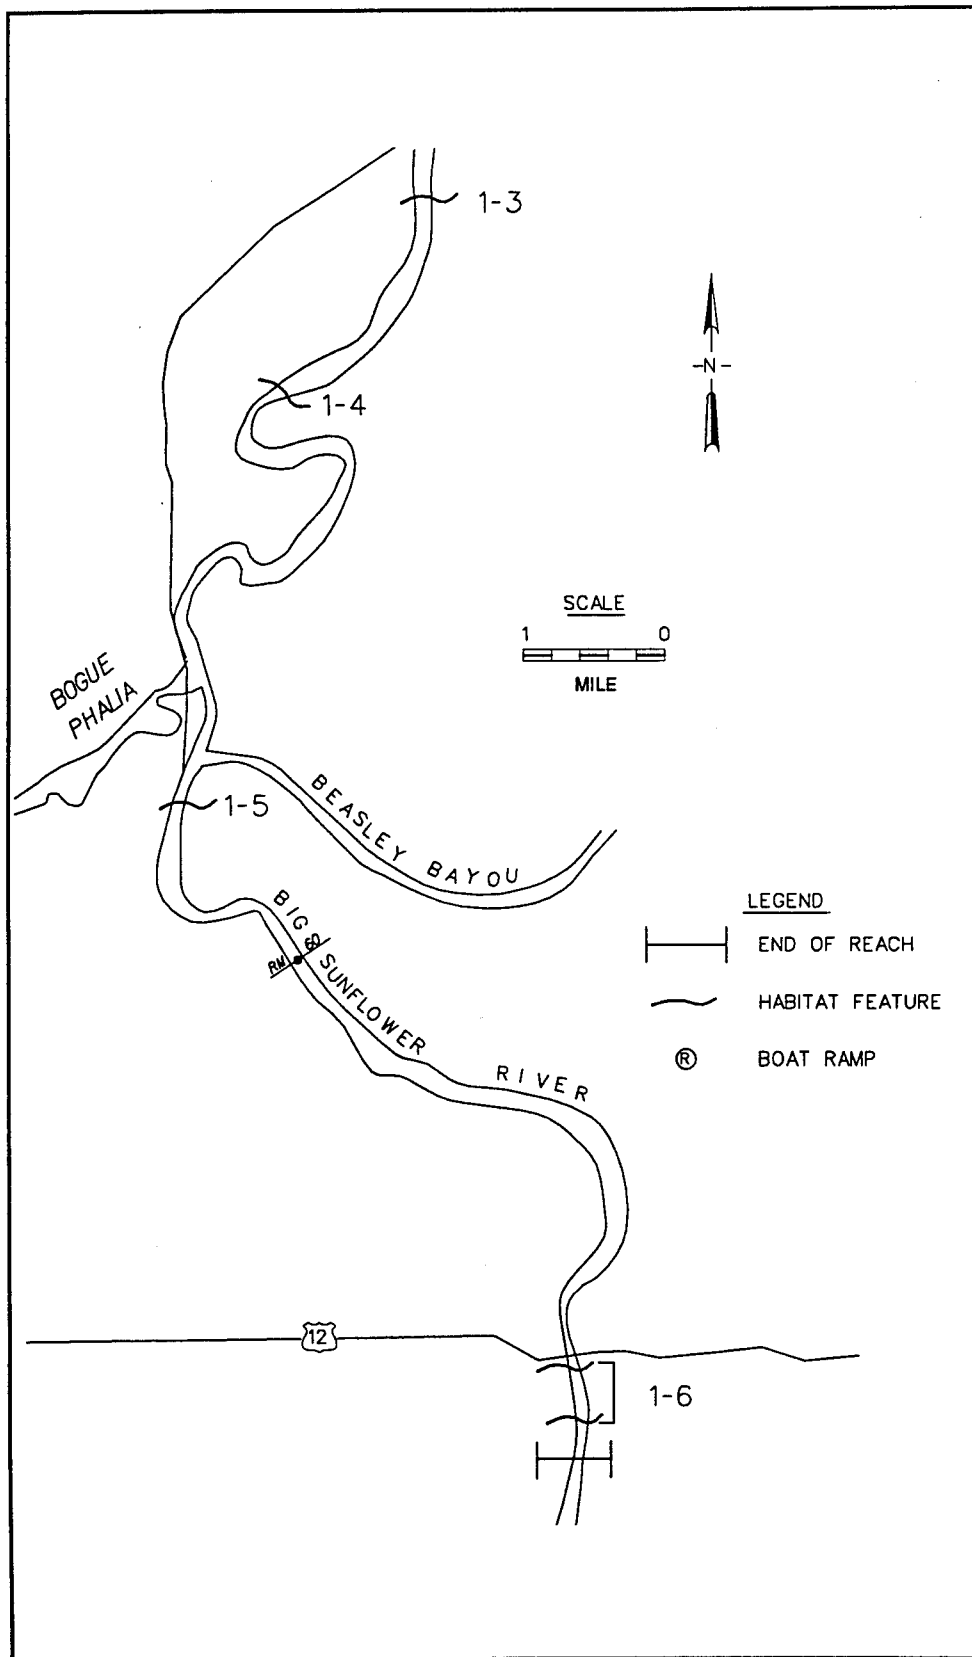 1-3
-N-
1-4
SCALE
1 0
MILE
BOGUE
PHALIA
1-5
BEASLEY BAYOU
LEGEND
END OF REACH
HABITAT FEATURE
Ⓡ BOAT RAMP
RM 60
BIG SUNFLOWER RIVER
12
1-6